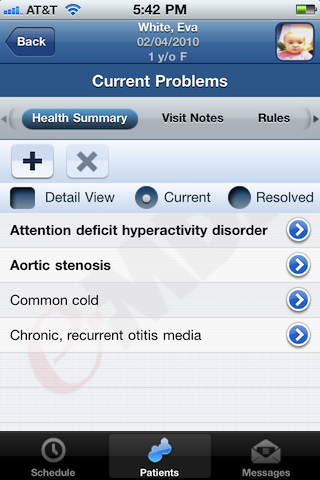 AT&T 5:42 PM
White, Eva
Back 02/04/2010
1 y/o F
Current Problems
Health Summary Visit Notes Rules
Detail View Current Resolved
Attention deficit hyperactivity disorder
Aortic stenosis
Common cold
Chronic, recurrent otitis media
e-MDs
Schedule Patients Messages